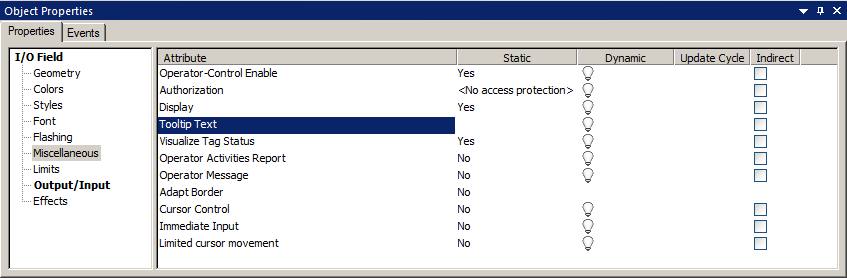 Object Properties
Properties Events
I/O Field
Geometry
Colors
Styles
Font
Flashing
Miscellaneous
Limits
Output/Input
Effects
Attribute Static Dynamic Update Cycle Indirect
Operator-Control Enable Yes
Authorization <No access protection>
Display Yes
Tooltip Text
Visualize Tag Status Yes
Operator Activities Report No
Operator Message No
Adapt Border No
Cursor Control No
Immediate Input No
Limited cursor movement No